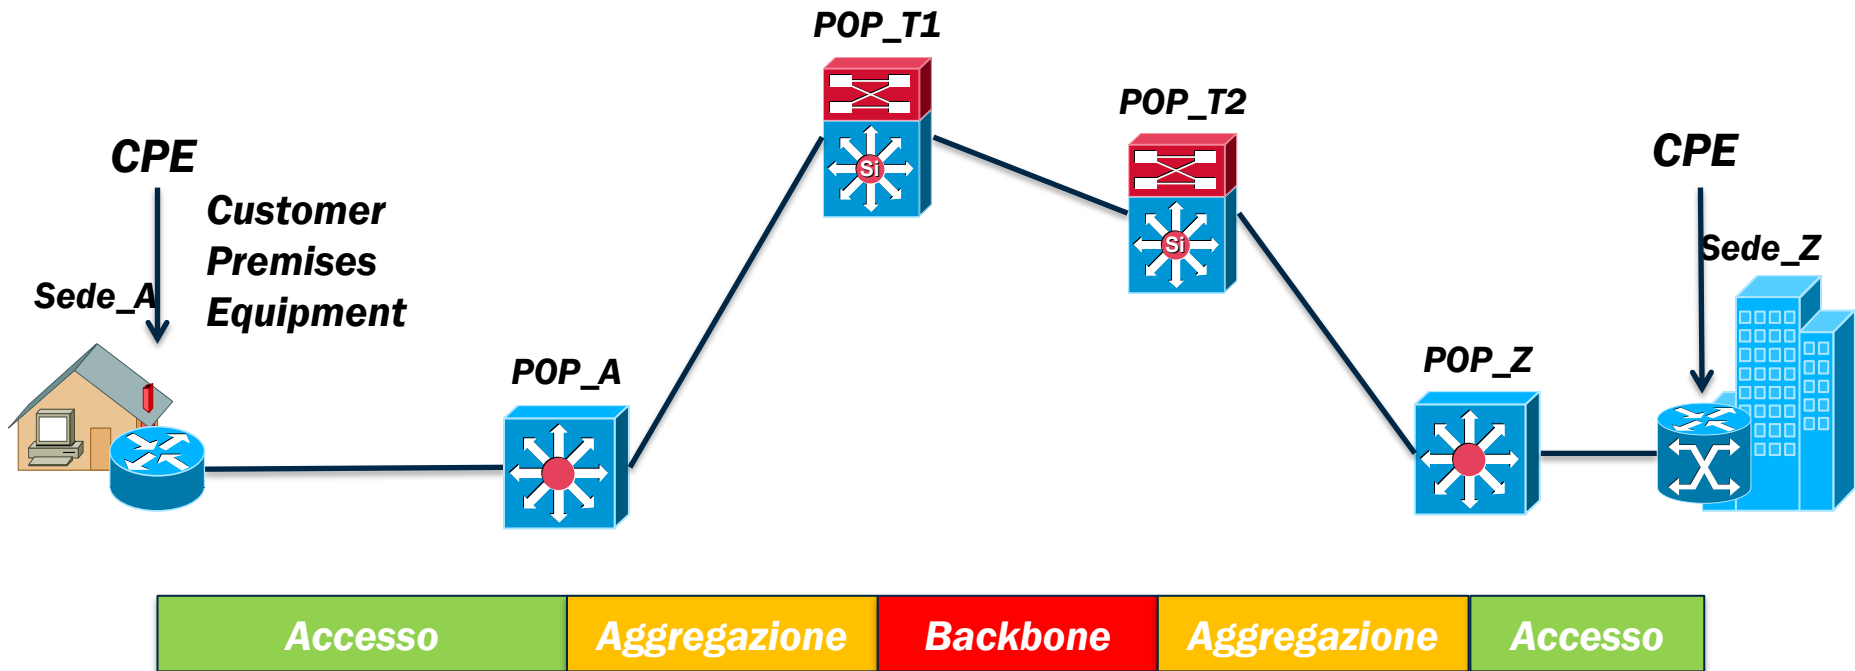 POP_T1
POP_T2
CPE
CPE
Customer
Premises
Equipment
Sede_A
Sede_Z
POP_A
POP_Z
Si
Si
Accesso
Aggregazione
Backbone
Aggregazione
Accesso